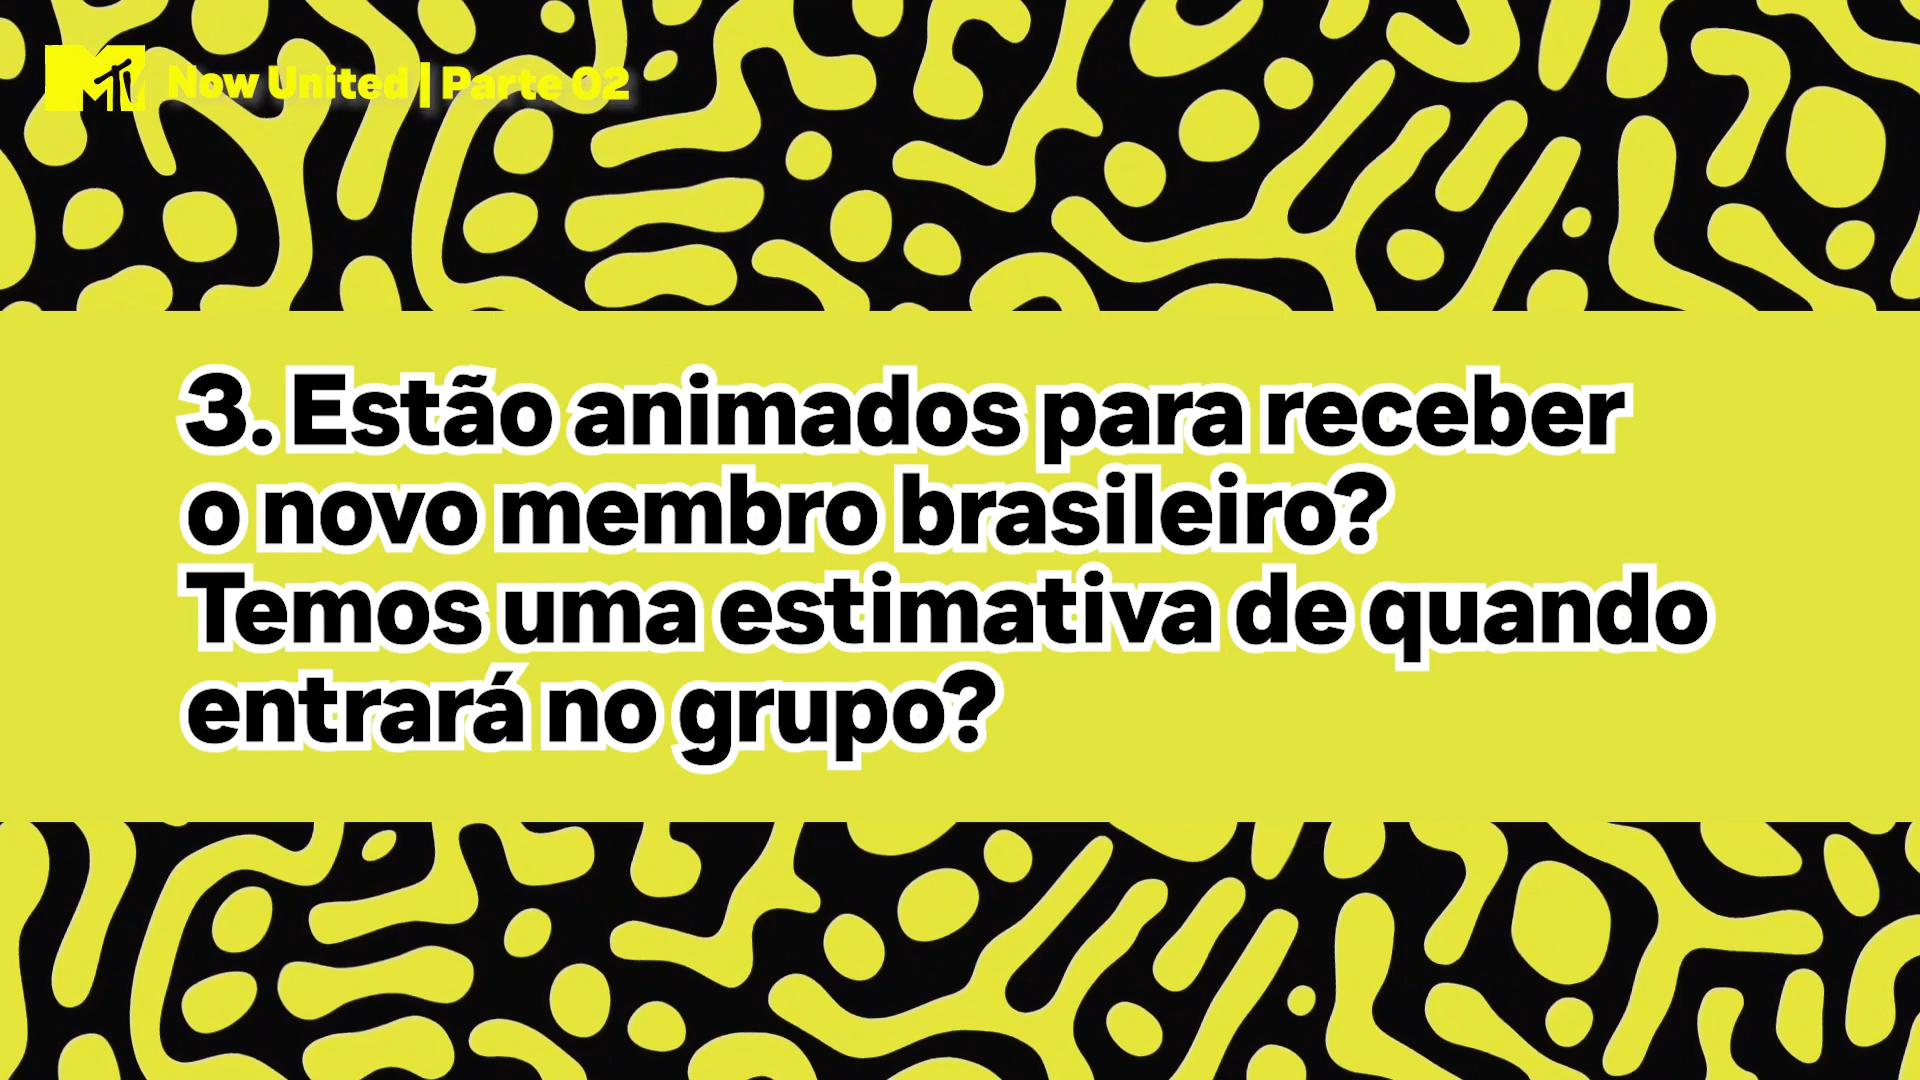 MTV Now United | Parte 02
3. Estão animados para receber
o novo membro brasileiro?
Temos uma estimativa de quando
entrará no grupo?